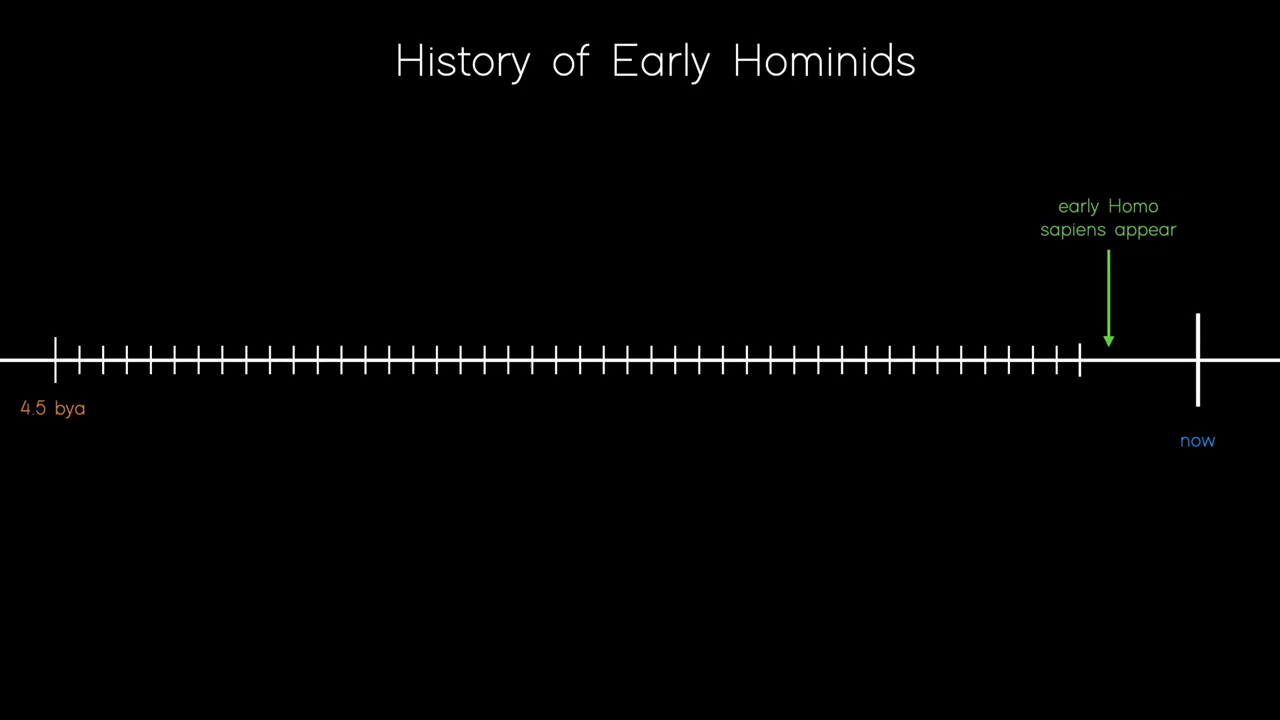 History of Early Hominids
early Homo
sapiens appear
4.5 bya
now